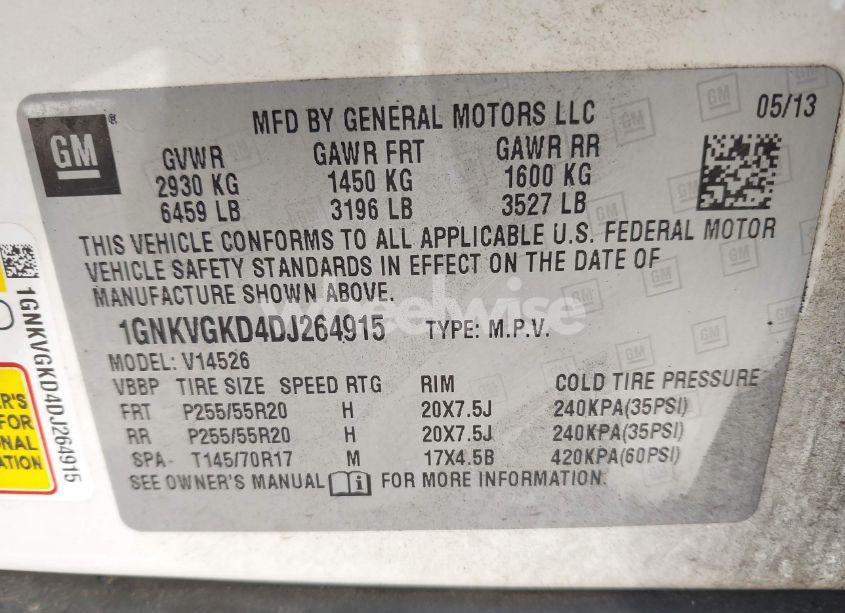 MFD BY GENERAL MOTORS LLC
05/13
GM
®
GVWR GAWR FRT GAWR RR
2930 KG 1450 KG 1600 KG
6459 LB 3196 LB 3527 LB
THIS VEHICLE CONFORMS TO ALL APPLICABLE U.S. FEDERAL MOTOR
VEHICLE SAFETY STANDARDS IN EFFECT ON THE DATE OF
MANUFACTURE SHOWN ABOVE.
1GNKVGKD4DJ264915 TYPE: M.P.V.
MODEL: V14526
VBBP TIRE SIZE SPEED RTG RIM COLD TIRE PRESSURE
FRT P255/55R20 H 20X7.5J 240KPA(35PSI)
RR P255/55R20 H 20X7.5J 240KPA(35PSI)
SPA- T145/70R17 M 17X4.5B 420KPA(60PSI)
SEE OWNER'S MANUAL i FOR MORE INFORMATION.
1GNKVGKD4DJ264915
ER'S
FOR
NAL
ATION